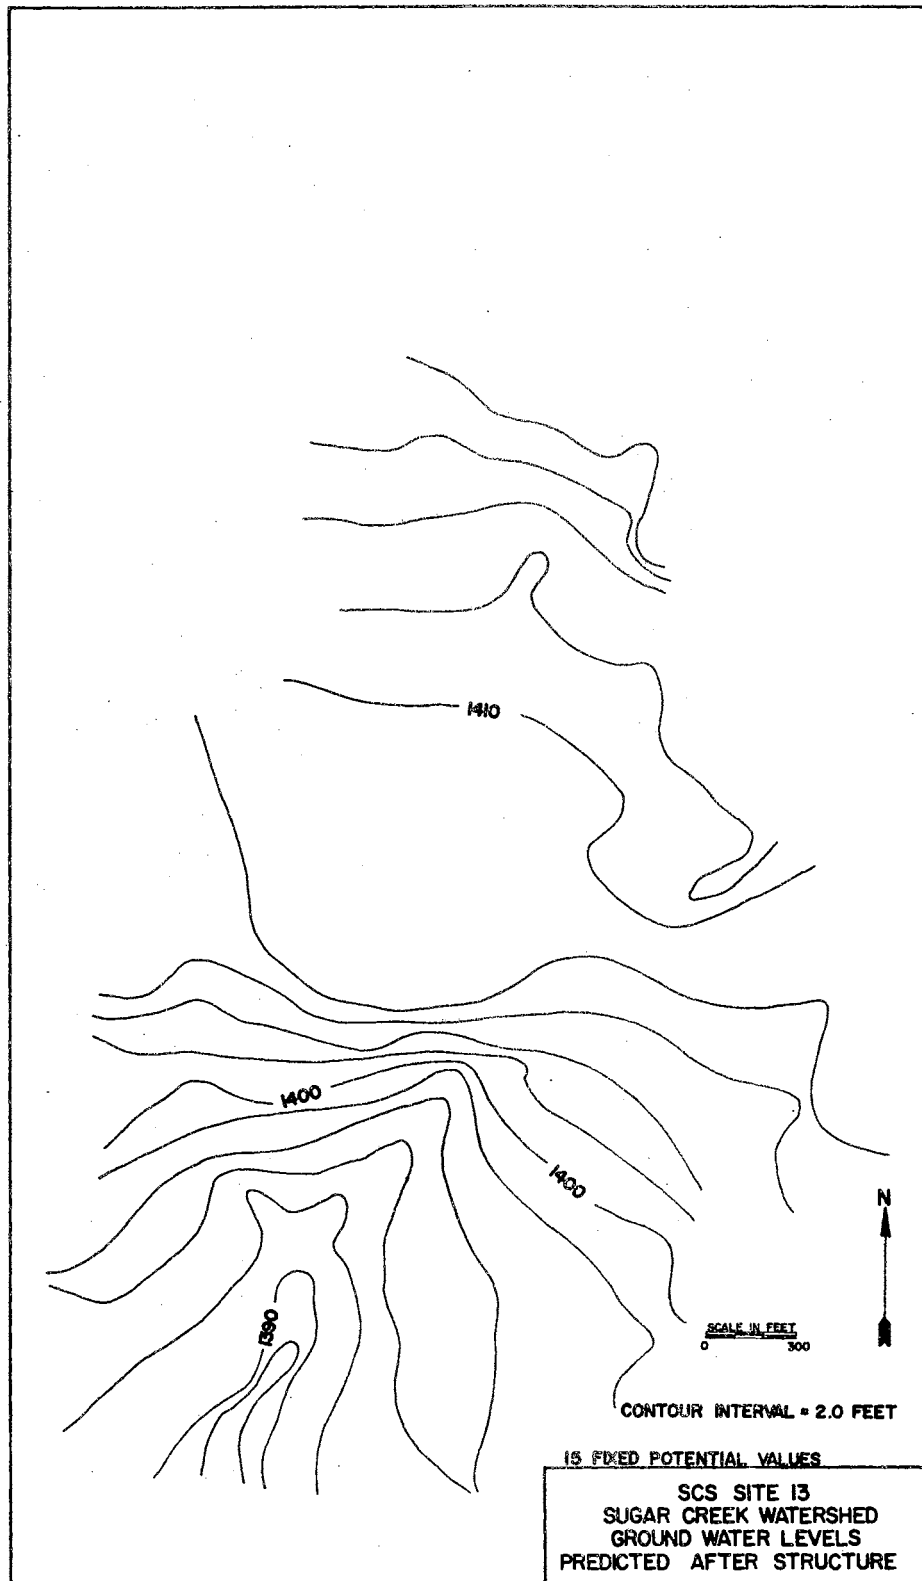 1410
1400
1400
1390
N
SCALE IN FEET
0 300
CONTOUR INTERVAL = 2.0 FEET
15 FIXED POTENTIAL VALUES
SCS SITE 13
SUGAR CREEK WATERSHED
GROUND WATER LEVELS
PREDICTED AFTER STRUCTURE